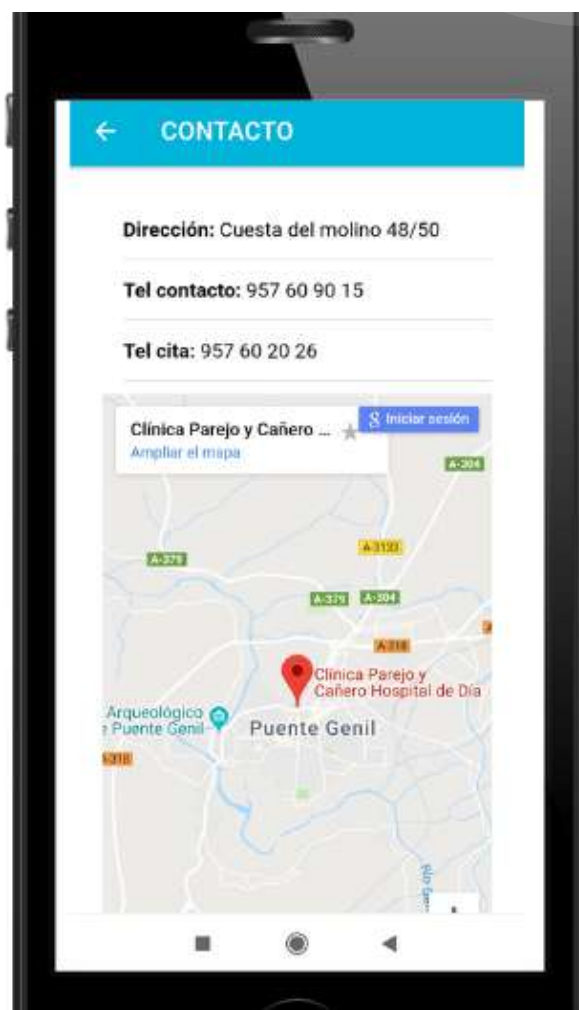 CONTACTO
Dirección: Cuesta del molino 48/50
Tel contacto: 957 60 90 15
Tel cita: 957 60 20 26
Clínica Parejo y Cañero ...
Iniciar sesión
Ampliar el mapa
A-304
A-3133
A-379
A-379
A-304
A-318
Clínica Parejo y
Cañero Hospital de Día
Arqueológico
Puente Genil
Puente Genil
A-318